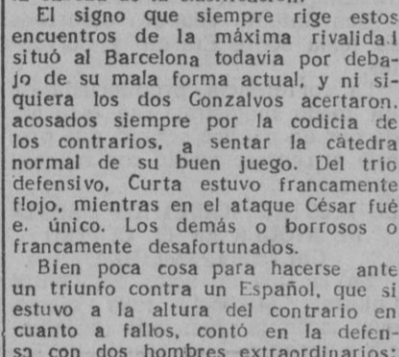 El signo que siempre rige estos
encuentros de la máxima rivalida.l
situó al Barcelona todavia por deba-
jo de su mala forma actual, y ni si-
quiera los dos Gonzalvos acertaron.
acosados siempre por la codicia de
los contrarios, a sentar la cátedra
normal de su buen juego. Del trio
defensivo, Curta estuvo francamente
flojo, mientras en el ataque César fué
e. único. Los demás o borrosos o
francamente desafortunados.
Bien poca cosa para hacerse ante
un triunfo contra un Español, que si
estuvo a la altura del contrario en
cuanto a fallos, contó en la defen-
sa con dos hombres extraordinarios: